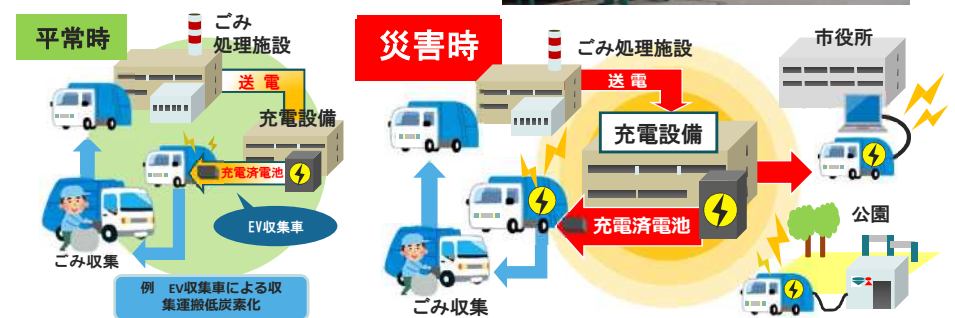 平常時
ごみ
処理施設
送 電
充電設備
充電済電池
EV収集車
ごみ収集
例 EV収集車による収
集運搬低炭素化
災害時
ごみ処理施設
送 電
充電設備
充電済電池
ごみ収集
市役所
公園